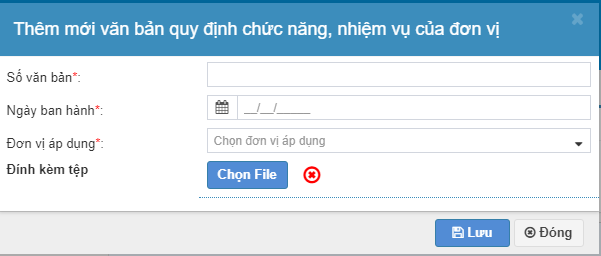 Thêm mới văn bản quy định chức năng, nhiệm vụ của đơn vị
Số văn bản*:
Ngày ban hành*: __/__/____
Đơn vị áp dụng*: Chọn đơn vị áp dụng
Đính kèm tệp Chọn File
Lưu Đóng